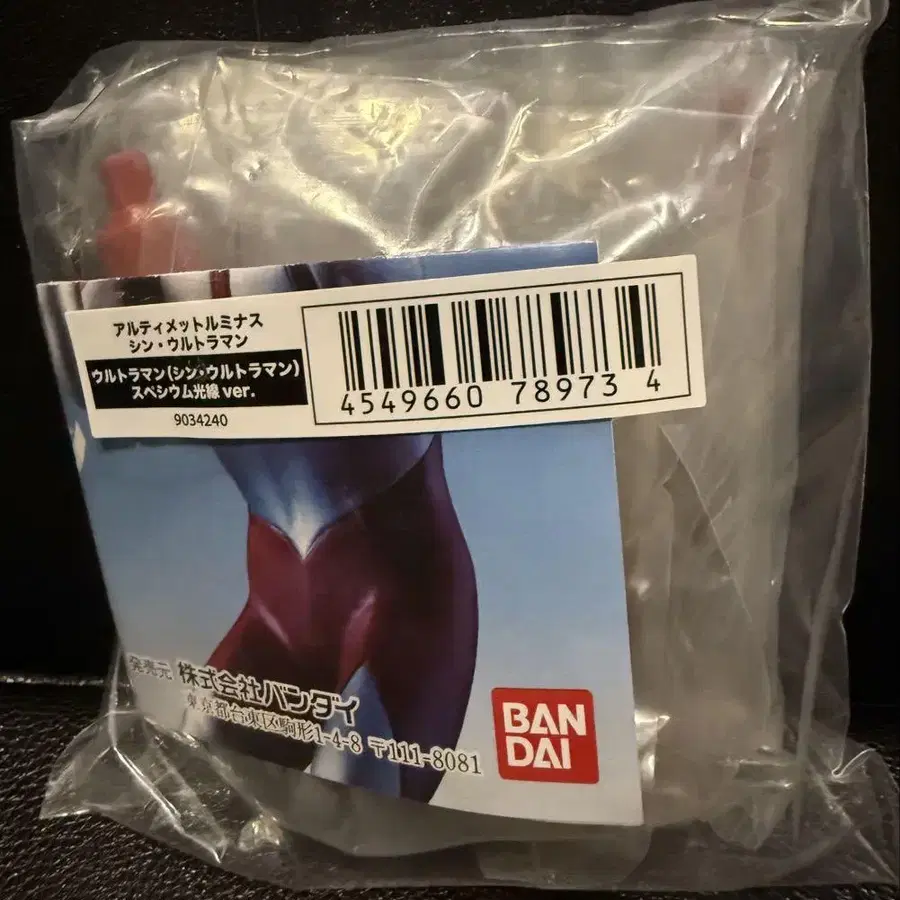 アルティメットルミナス
シン・ウルトラマン
ウルトラマン(シン・ウルトラマン)
スペシウム光線 ver.
9034240
4549660 78973 4
発売元 株式会社バンダイ
東京都台東区駒形1-4-8 〒111-8081
BAN
DAI